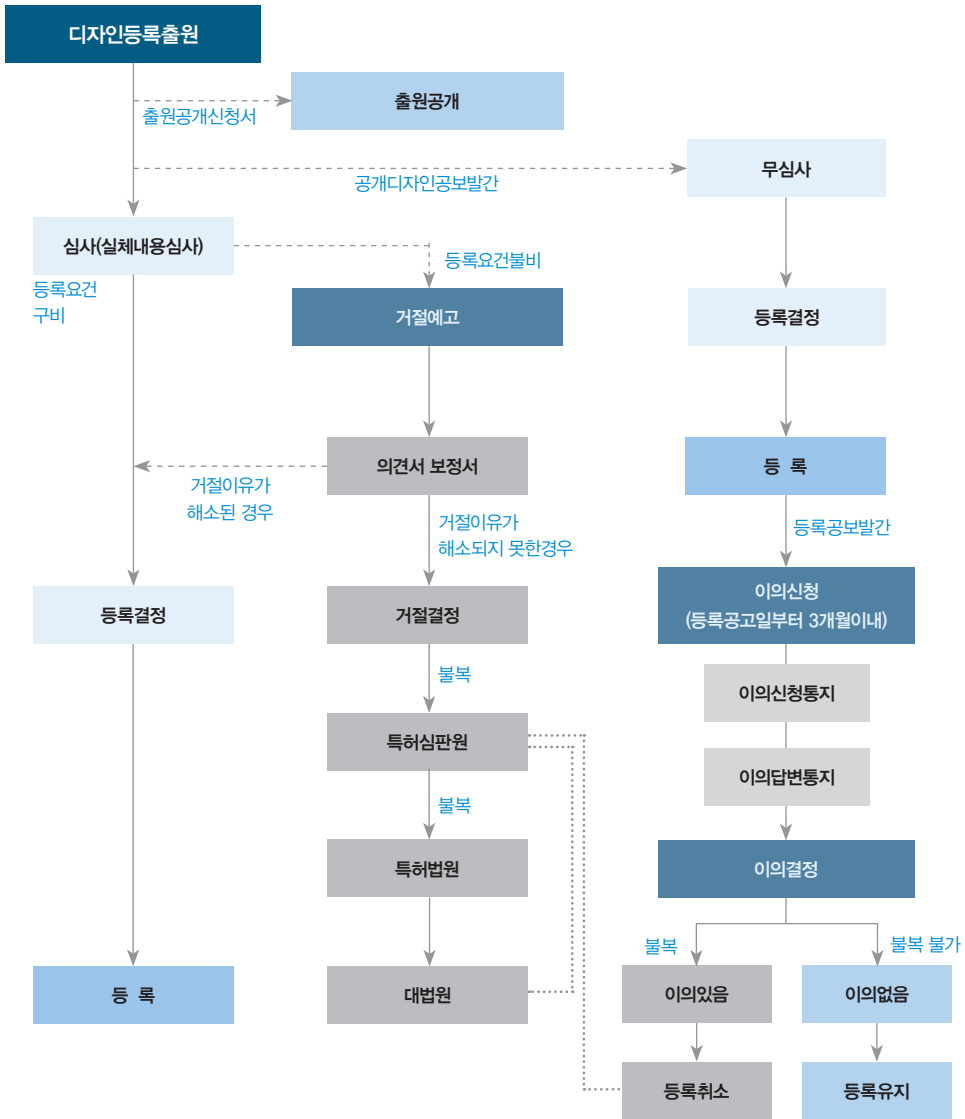 디자인등록출원
출원공개
출원공개신청서
무심사
공개디자인공보발간
심사(실체내용심사)
등록요건불비
등록요건
구비
거절예고
등록결정
의견서 보정서
등 록
거절이유가
해소된 경우
거절이유가
해소되지 못한경우
등록공보발간
이의신청
(등록공고일부터 3개월이내)
등록결정
거절결정
불복
이의신청통지
특허심판원
이의답변통지
불복
특허법원
이의결정
불복
불복 불가
등 록
대법원
이의있음
이의없음
등록취소
등록유지